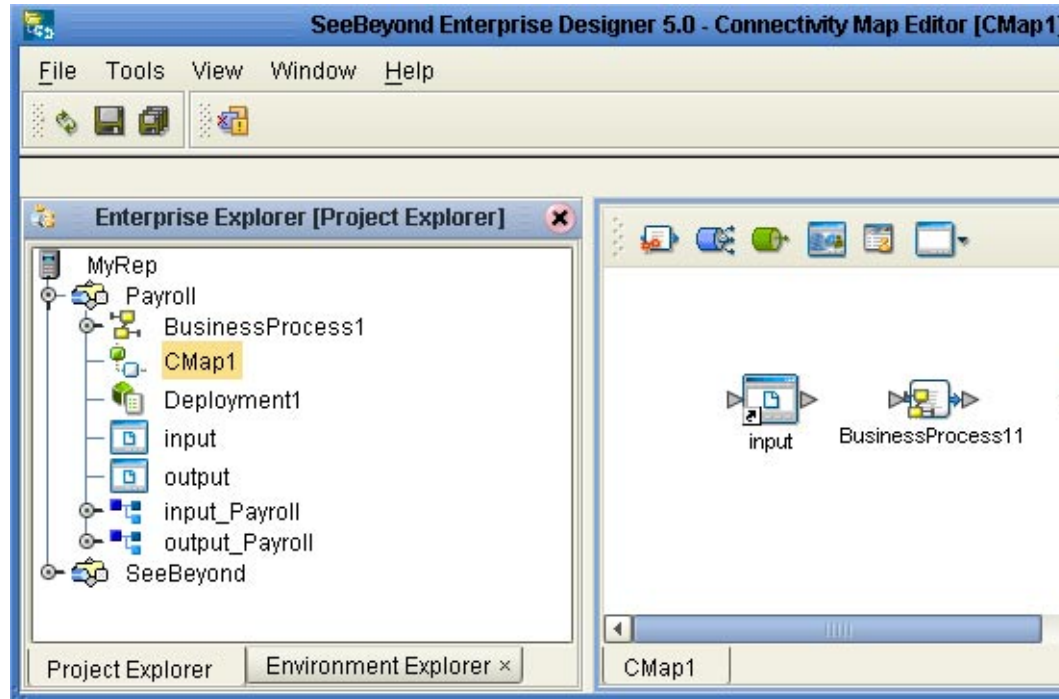 SeeBeyond Enterprise Designer 5.0 - Connectivity Map Editor [CMap1]
File Tools View Window Help
Enterprise Explorer [Project Explorer]
MyRep
Payroll
BusinessProcess1
CMap1
Deployment1
input
output
input_Payroll
output_Payroll
SeeBeyond
Project Explorer Environment Explorer ×
input BusinessProcess11
CMap1